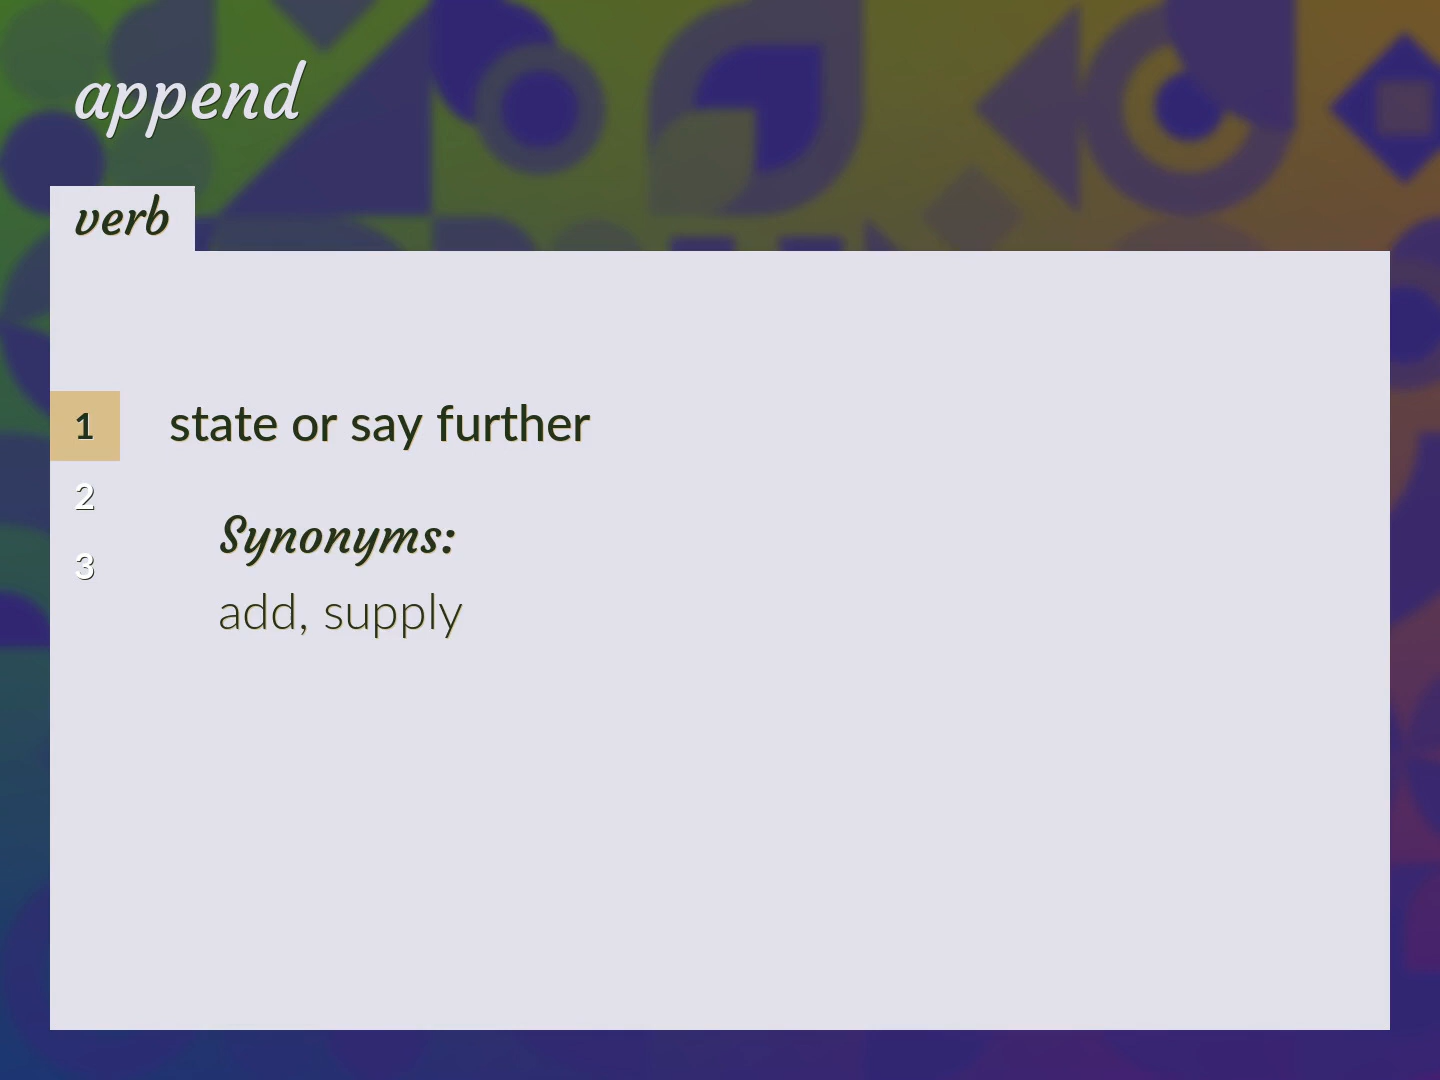 append
verb
1
state or say further
2
Synonyms:
3
add, supply